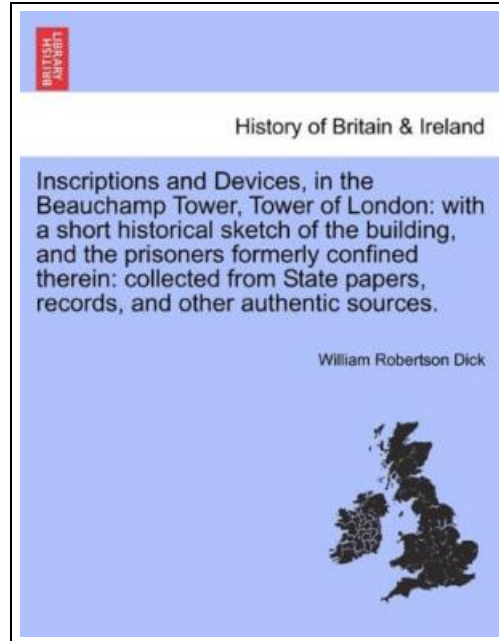 BRITISH
LIBRARY
History of Britain & Ireland
Inscriptions and Devices, in the
Beauchamp Tower, Tower of London: with
a short historical sketch of the building,
and the prisoners formerly confined
therein: collected from State papers,
records, and other authentic sources.
William Robertson Dick